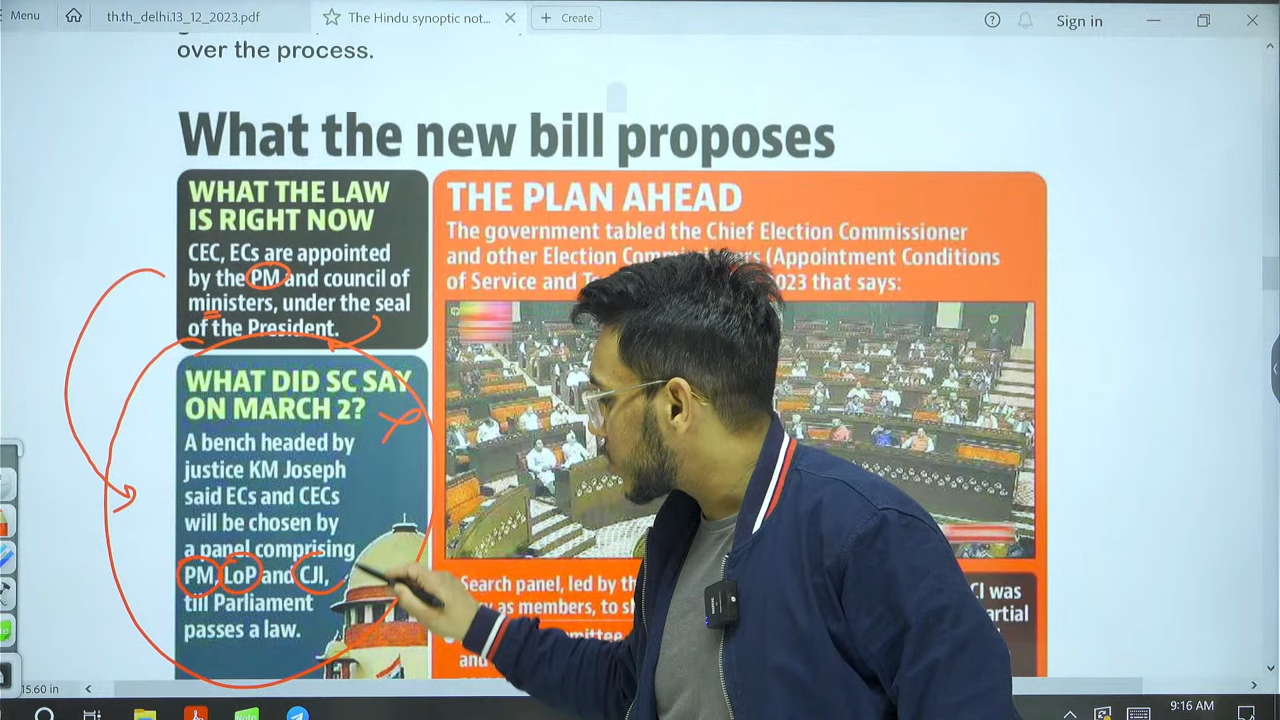 Menu
th.th_delhi.13_12_2023.pdf
The Hindu synoptic not...
Create
Sign in
over the process.
What the new bill proposes
WHAT THE LAW
IS RIGHT NOW
CEC, ECs are appointed
by the PM and council of
ministers, under the seal
of the President.
WHAT DID SC SAY
ON MARCH 2?
A bench headed by
justice KM Joseph
said ECs and CECs
will be chosen by
a panel comprising
PM, LoP and CJI,
till Parliament
passes a law.
THE PLAN AHEAD
The government tabled the Chief Election Commissioner
and other Election (Appointment Conditions
of Service and 2023 that says:
Search panel, led by
as members, to
and
was
15.60 in
9:16 AM